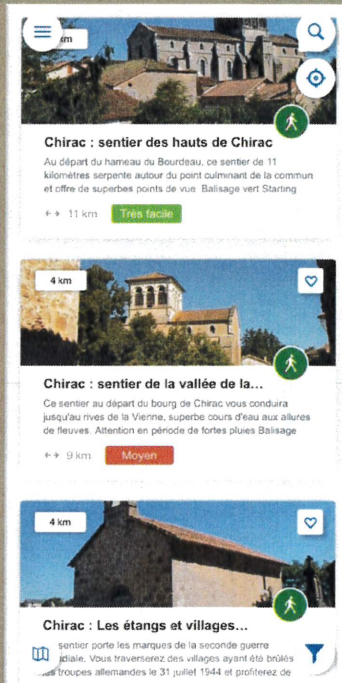 km
Chirac : sentier des hauts de Chirac
Au départ du hameau du Bourdeau, ce sentier de 11
kilomètres serpente autour du point culminant de la commun
et offre de superbes points de vue Balisage vert Starting
11 km Très facile
4 km
Chirac : sentier de la vallée de la...
Ce sentier au départ du bourg de Chirac vous conduira
jusqu'au rives de la Vienne, superbe cours d'eau aux allures
de fleuves. Attention en période de fortes pluies Balisage
9 km Moyen
4 km
Chirac : Les étangs et villages...
sentier porte les marques de la seconde guerre
ndiale. Vous traverserez des villages ayant été brûlés
troupes allemandes le 31 juillet 1944 et profiterez de